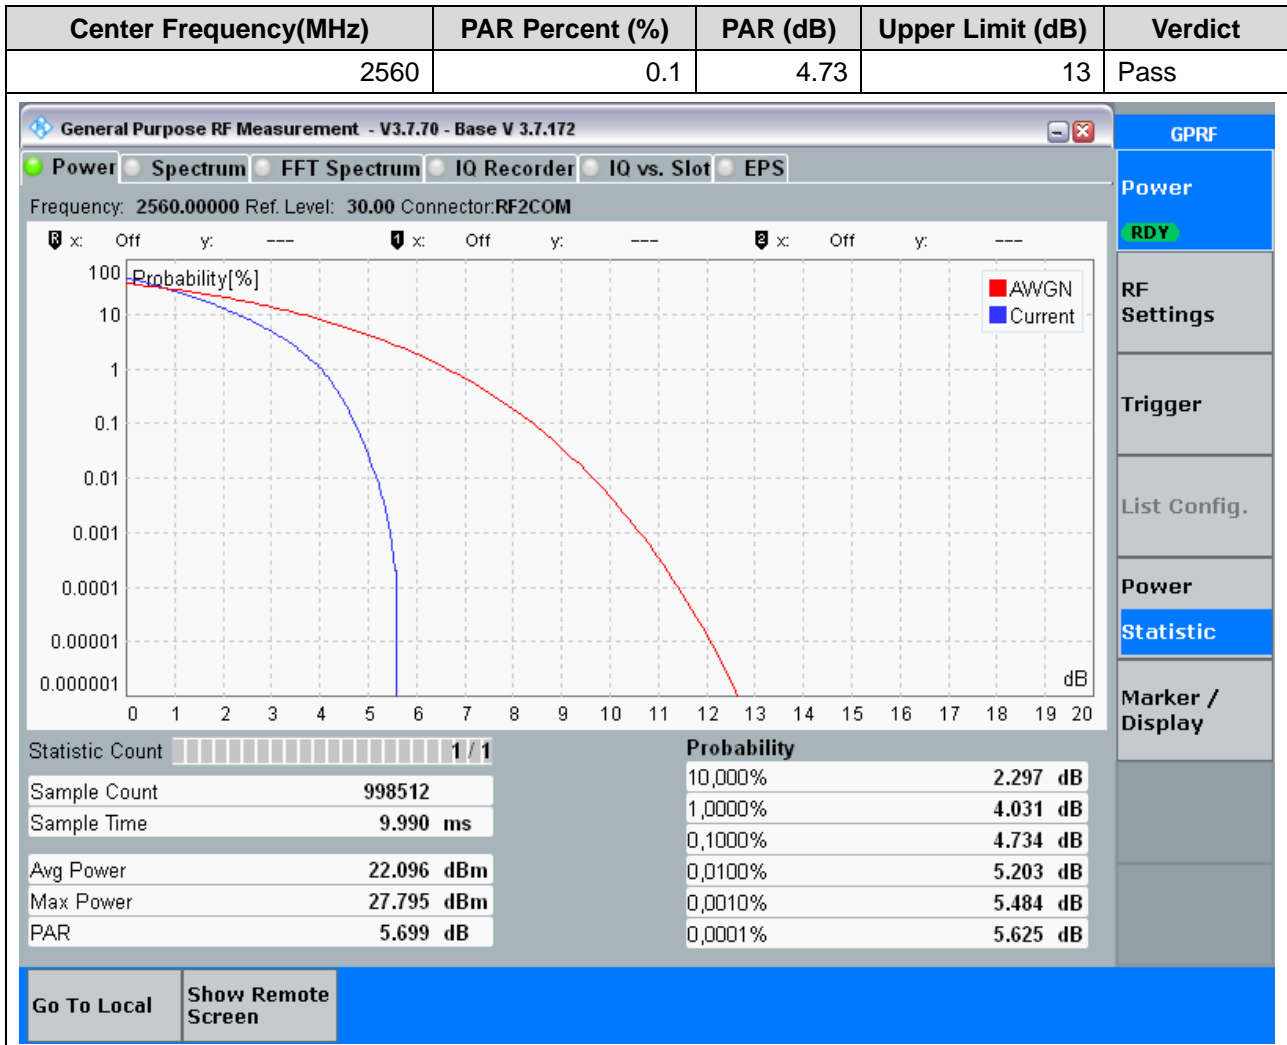 Center Frequency(MHz) PAR Percent (%) PAR (dB) Upper Limit (dB) Verdict
2560 0.1 4.73 13 Pass
General Purpose RF Measurement - V3.7.70 - Base V 3.7.172
GPRF
Power Spectrum FFT Spectrum IQ Recorder IQ vs. Slot EPS
Power
RDY
Frequency: 2560.00000 Ref. Level: 30.00 Connector:RF2COM
R x: Off y: --- 1 x: Off y: --- 2 x: Off y: ---
Probability[%]
AWGN
Current
100
10
1
0.1
0.01
0.001
0.0001
0.00001
0.000001
dB
0 1 2 3 4 5 6 7 8 9 10 11 12 13 14 15 16 17 18 19 20
RF
Settings
Trigger
List Config.
Power
Statistic
Marker /
Display
Statistic Count 1 / 1
Sample Count 998512
Sample Time 9.990 ms
Avg Power 22.096 dBm
Max Power 27.795 dBm
PAR 5.699 dB
Probability
10,000% 2.297 dB
1,0000% 4.031 dB
0,1000% 4.734 dB
0,0100% 5.203 dB
0,0010% 5.484 dB
0,0001% 5.625 dB
Go To Local
Show Remote
Screen